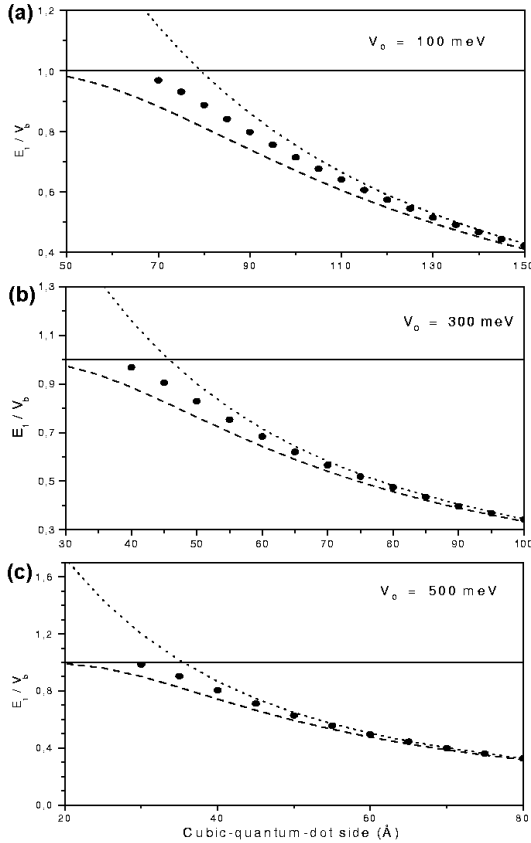 (a)
1,2
1,0
0,8
0,6
0,4
E₁ / V_b
V₀ = 100 meV
50 70 90 110 130 150
(b)
1,3
1,1
0,9
0,7
0,5
0,3
E₁ / V_b
V₀ = 300 meV
30 40 50 60 70 80 90 100
(c)
1,6
1,2
0,8
0,4
0,0
E₁ / V_b
V₀ = 500 meV
20 40 60 80
Cubic-quantum-dot side (Å)